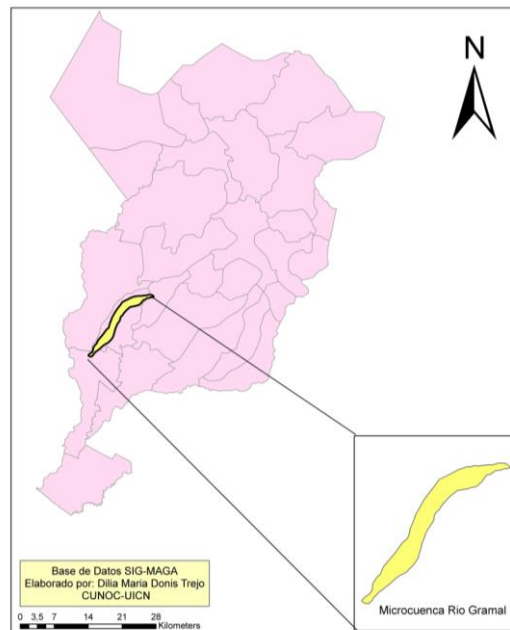 N
Base de Datos SIG-MAGA
Elaborado por: Dilia Maria Donis Trejo
CUNOC-UICN
0 3,5 7 14 21 28
Kilometers
Microcuenca Rio Gramal